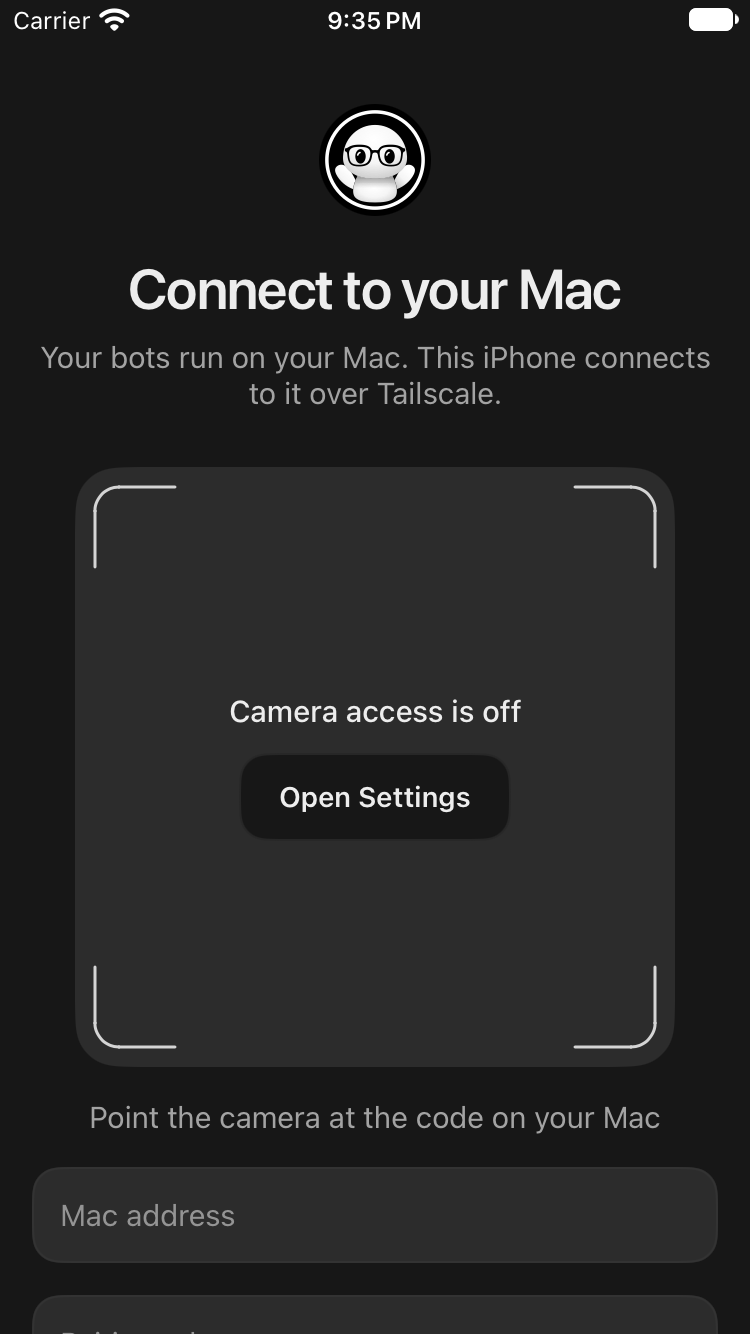 Carrier
9:35 PM
Connect to your Mac
Your bots run on your Mac. This iPhone connects
to it over Tailscale.
Camera access is off
Open Settings
Point the camera at the code on your Mac
Mac address